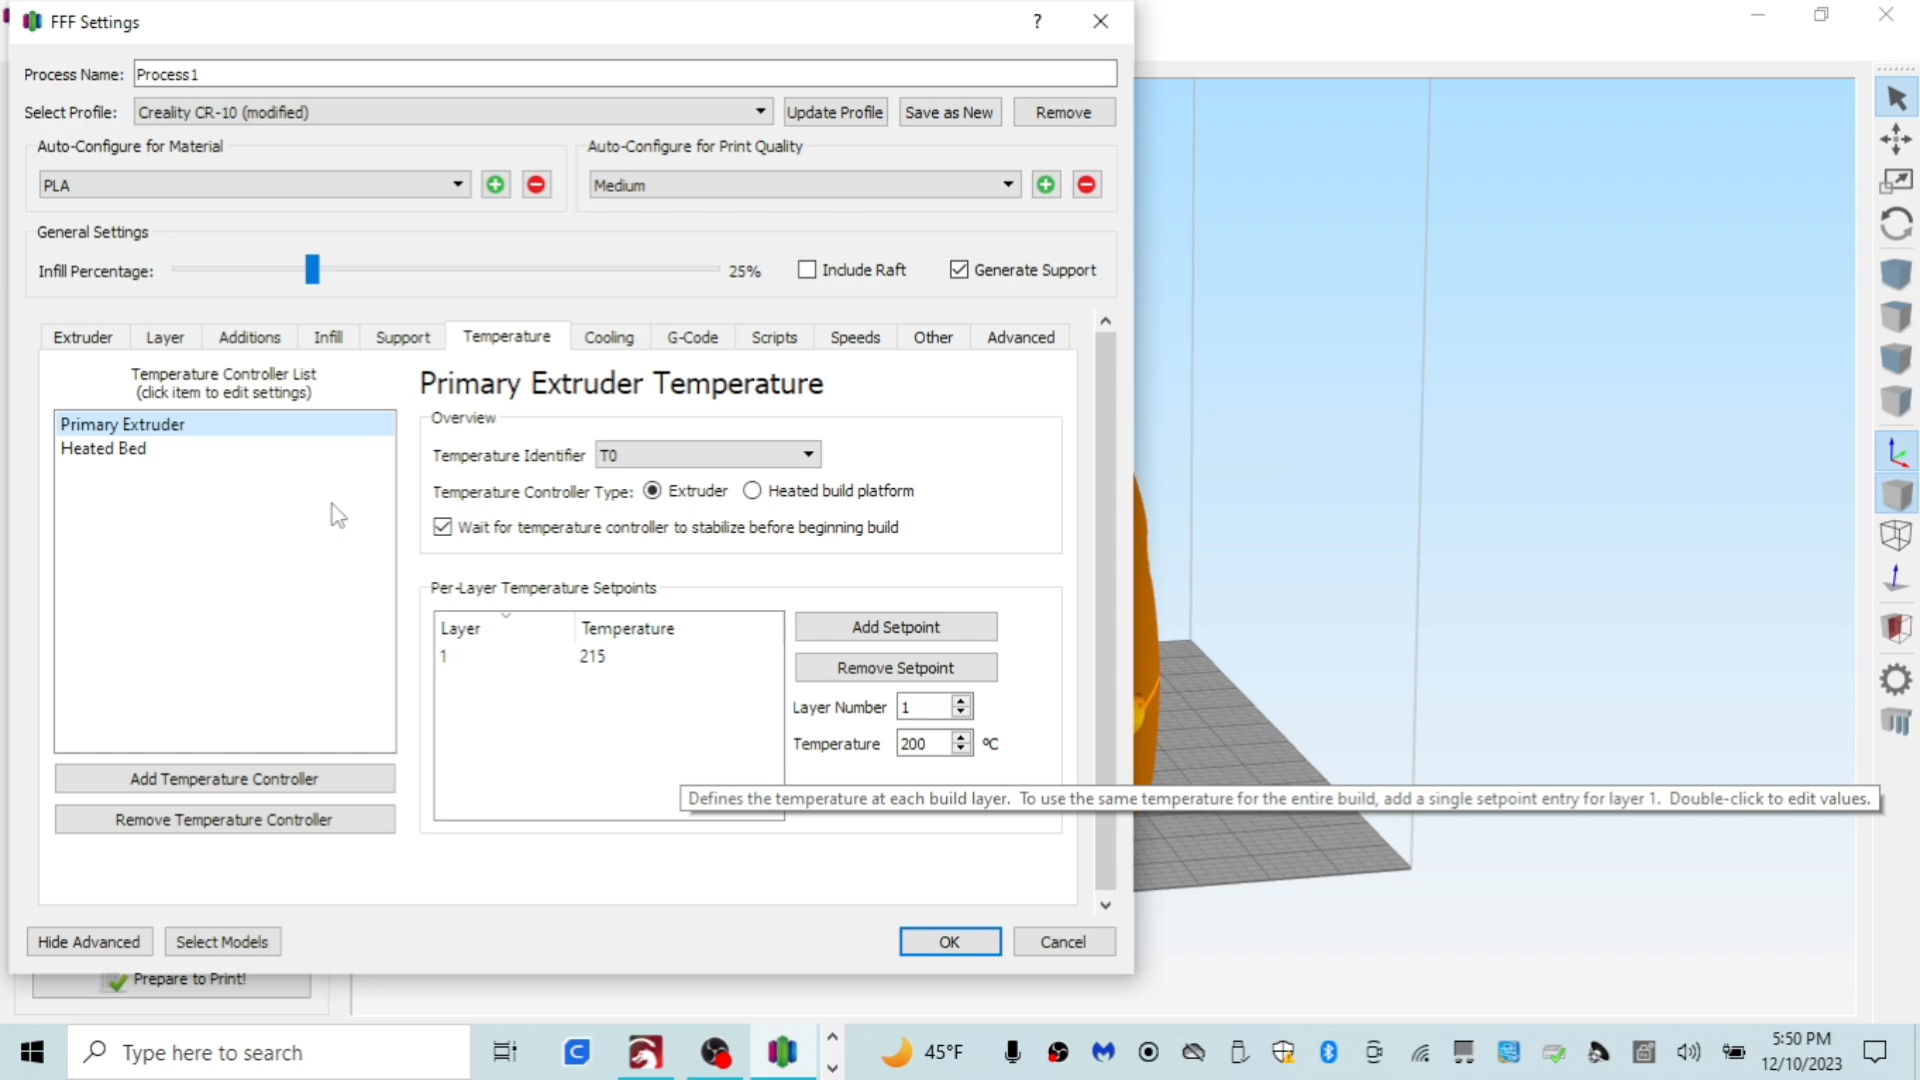 FFF Settings
?
Process Name: Process1
Select Profile: Creality CR-10 (modified) Update Profile Save as New Remove
Auto-Configure for Material Auto-Configure for Print Quality
PLA Medium
General Settings
Infill Percentage: 25% Include Raft Generate Support
Extruder Layer Additions Infill Support Temperature Cooling G-Code Scripts Speeds Other Advanced
Temperature Controller List
(click item to edit settings)
Primary Extruder
Heated Bed
Add Temperature Controller
Remove Temperature Controller
Primary Extruder Temperature
Overview
Temperature Identifier T0
Temperature Controller Type: Extruder Heated build platform
Wait for temperature controller to stabilize before beginning build
Per-Layer Temperature Setpoints
Layer Temperature
1 215
Add Setpoint
Remove Setpoint
Layer Number 1
Temperature 200 ºC
Defines the temperature at each build layer. To use the same temperature for the entire build, add a single setpoint entry for layer 1. Double-click to edit values.
Hide Advanced Select Models OK Cancel
Prepare to Print!
Type here to search
45°F
5:50 PM
12/10/2023